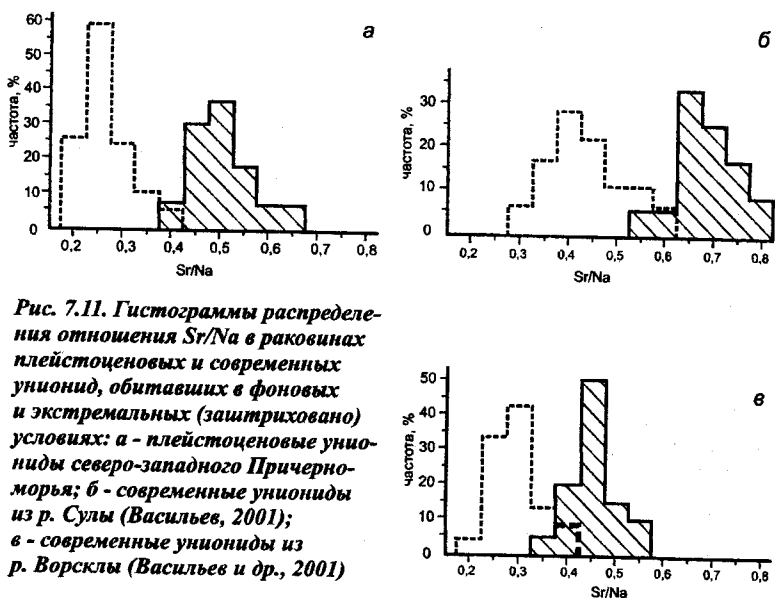 60
50
40
30
20
10
0
частота, %
0,2 0,3 0,4 0,5 0,6 0,7 0,8
Sr/Na
а
30
20
10
0
частота, %
0,2 0,3 0,4 0,5 0,6 0,7 0,8
Sr/Na
б
Рис. 7.11. Гистограммы распределе-
ния отношения Sr/Na в раковинах
плейстоценовых и современных
унионид, обитавших в фоновых
и экстремальных (заштриховано)
условиях: а - плейстоценовые унио-
ниды северо-западного Причерно-
морья; б - современные униониды
из р. Сулы (Васильев, 2001);
в - современные униониды из
р. Ворсклы (Васильев и др., 2001)
50
40
30
20
10
0
частота, %
0,2 0,3 0,4 0,5 0,6 0,7 0,8
Sr/Na
в